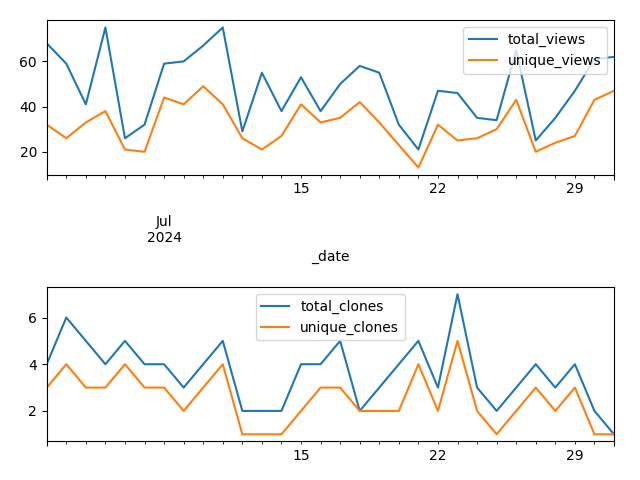 total_views
unique_views
60
40
20
15
22
29
Jul
2024
_date
total_clones
unique_clones
6
4
2
15
22
29